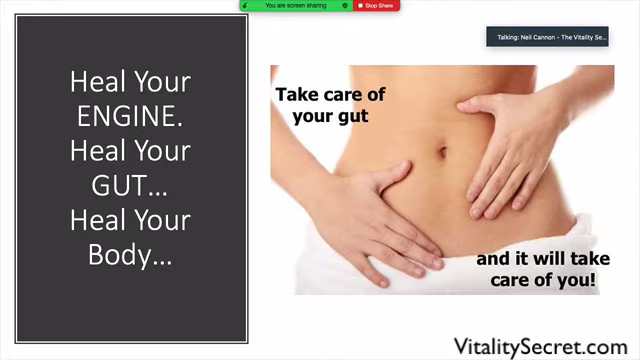 You are screen sharing
Stop Share
Talking: Neil Cannon - The Vitality Se...
Heal Your
ENGINE.
Heal Your
GUT...
Heal Your
Body...
Take care of
your gut
and it will take
care of you!
VitalitySecret.com